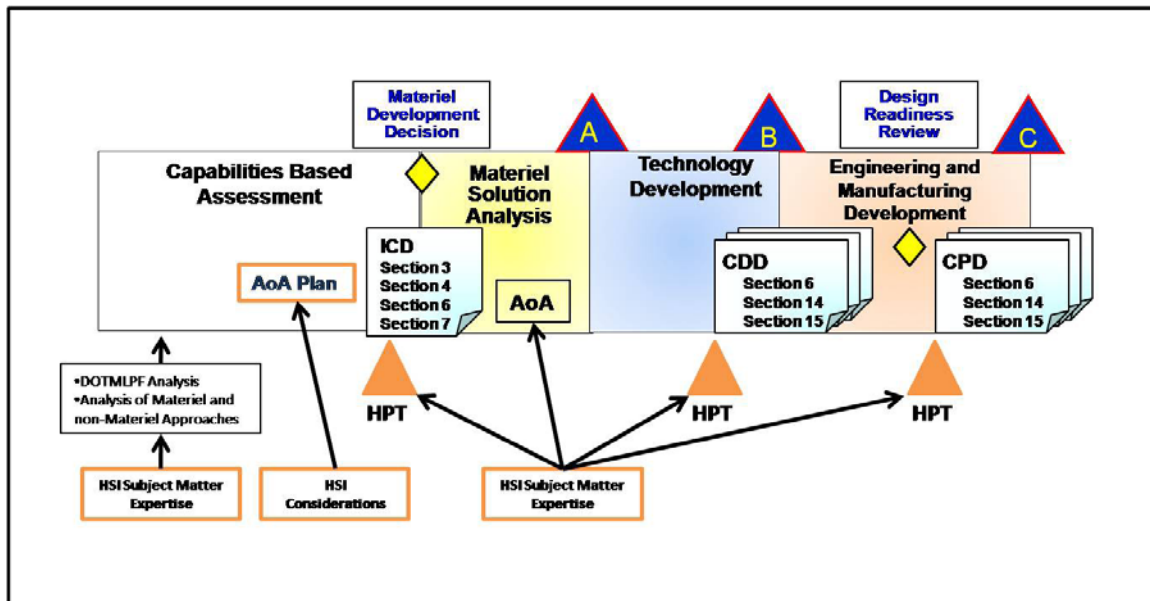 Materiel
Development
Decision
A
B
Design
Readiness
Review
C
Capabilities Based
Assessment
Materiel
Solution
Analysis
Technology
Development
Engineering and
Manufacturing
Development
AoA Plan
ICD
Section 3
Section 4
Section 6
Section 7
AoA
CDD
Section 6
Section 14
Section 15
CPD
Section 6
Section 14
Section 15
•DOTMLPF Analysis
•Analysis of Materiel and
non-Materiel Approaches
HPT
HPT
HPT
HSI Subject Matter
Expertise
HSI
Considerations
HSI Subject Matter
Expertise